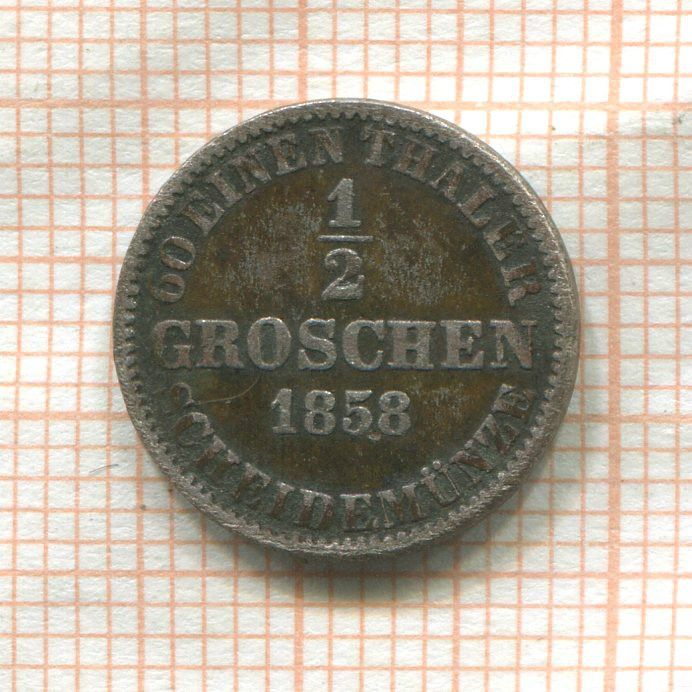 60 EINEN THALER
1
2
GROSCHEN
1858
SCHEIDEMÜNZE